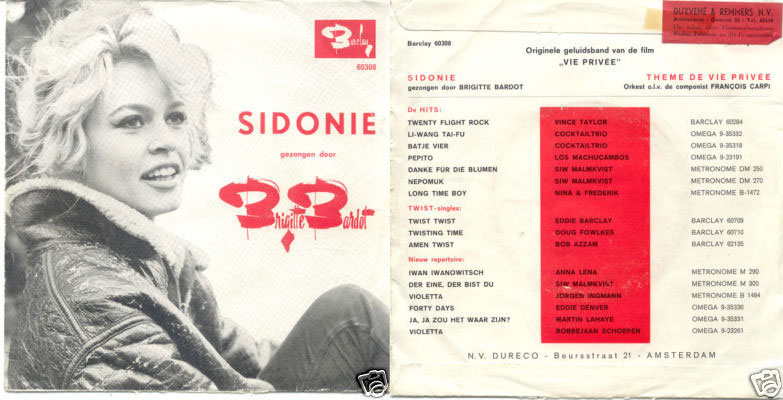 Barclay
60308
SIDONIE
gezongen door
Brigitte Bardot
DUYVENE & REMMERS N.V.
Barclay 60308
Originele geluidsband van de film
„VIE PRIVÉE"
SIDONIE
gezongen door BRIGITTE BARDOT
THEME DE VIE PRIVÉE
Orkest o.l.v. de componist FRANÇOIS CARPI
De HITS:
TWENTY FLIGHT ROCK VINCE TAYLOR BARCLAY 60284
LI-WANG TAI-FU COCKTAILTRIO OMEGA 9-35332
BATJE VIER COCKTAILTRIO OMEGA 9-35318
PEPITO LOS MACHUCAMBOS OMEGA 9-23191
DANKE FÜR DIE BLUMEN SIW MALMKVIST METRONOME DM 250
NEPOMUK SIW MALMKVIST METRONOME DM 270
LONG TIME BOY NINA & FREDERIK METRONOME B-1472
TWIST-singles:
TWIST TWIST EDDIE BARCLAY BARCLAY 60709
TWISTING TIME DOUG FOWLKES BARCLAY 60710
AMEN TWIST BOB AZZAM BARCLAY 62135
Nieuw repertoire:
IWAN IWANOWITSCH ANNA LENA METRONOME M 290
DER EINE, DER BIST DU SIW MALMKVIST METRONOME M 300
VIOLETTA JORGEN INGMANN METRONOME B 1484
FORTY DAYS EDDIE DENVER OMEGA 9-35336
JA, JA ZOU HET WAAR ZIJN? MARTIN LAHAYE OMEGA 9-35331
VIOLETTA BOBBEJAAN SCHOEPEN OMEGA 9-23261
N.V. DURECO - Beursstraat 21 - AMSTERDAM